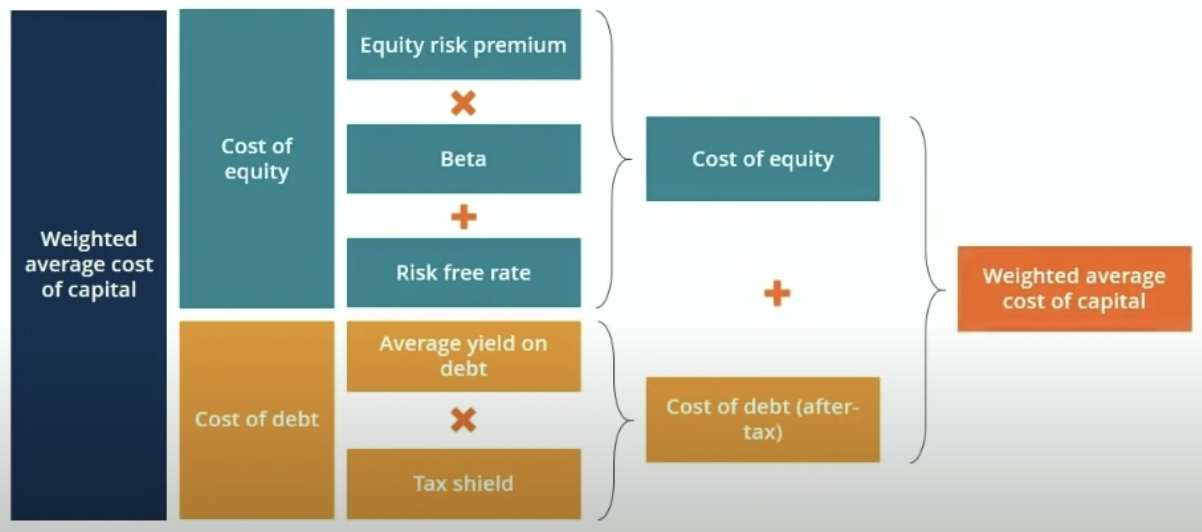 Weighted
average cost
of capital
Cost of
equity
Equity risk premium
Beta
Risk free rate
Cost of debt
Average yield on
debt
Tax shield
Cost of equity
Cost of debt (after-
tax)
Weighted average
cost of capital